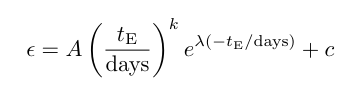 ϵ = A (t_E / days)^k e^{λ(−t_E/days)} + c